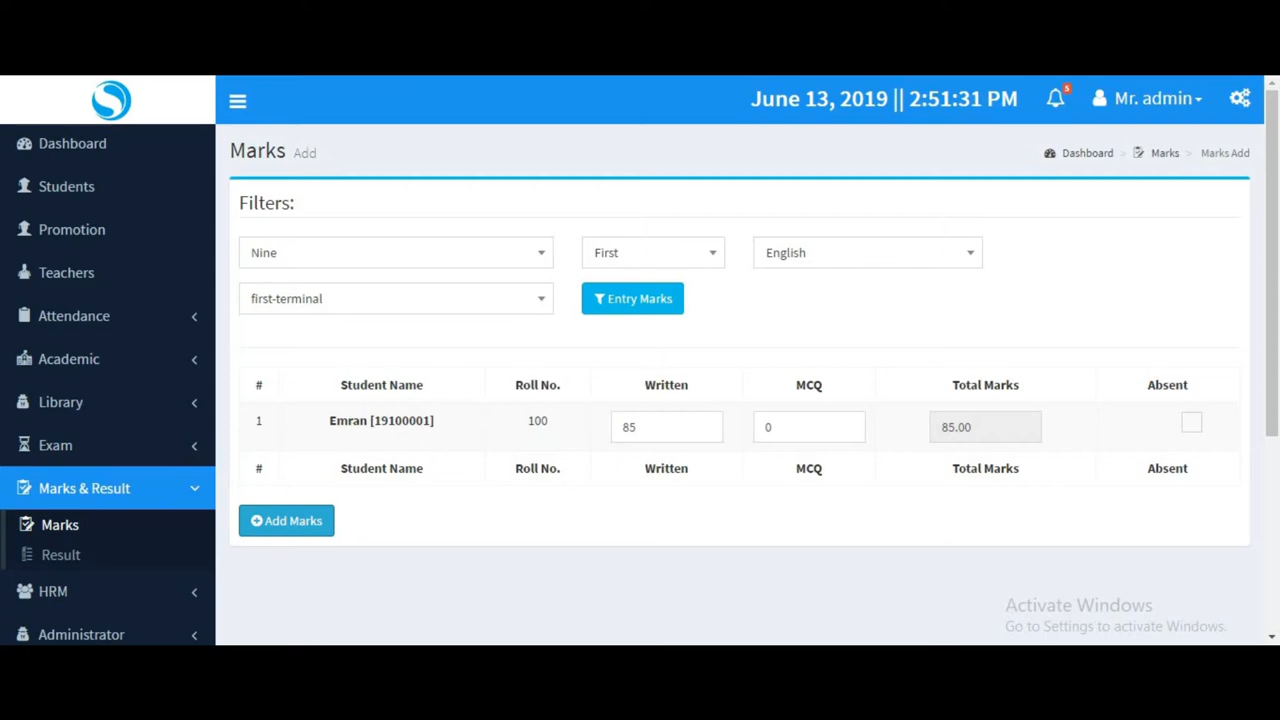 June 13, 2019 || 2:51:31 PM
5
Mr. admin
Dashboard
Students
Promotion
Teachers
Attendance
Academic
Library
Exam
Marks & Result
Marks
Result
HRM
Administrator
Marks Add
Dashboard > Marks > Marks Add
Filters:
Nine First English
first-terminal Entry Marks
# Student Name Roll No. Written MCQ Total Marks Absent
1 Emran [19100001] 100 85 0 85.00
# Student Name Roll No. Written MCQ Total Marks Absent
Add Marks
Activate Windows
Go to Settings to activate Windows.